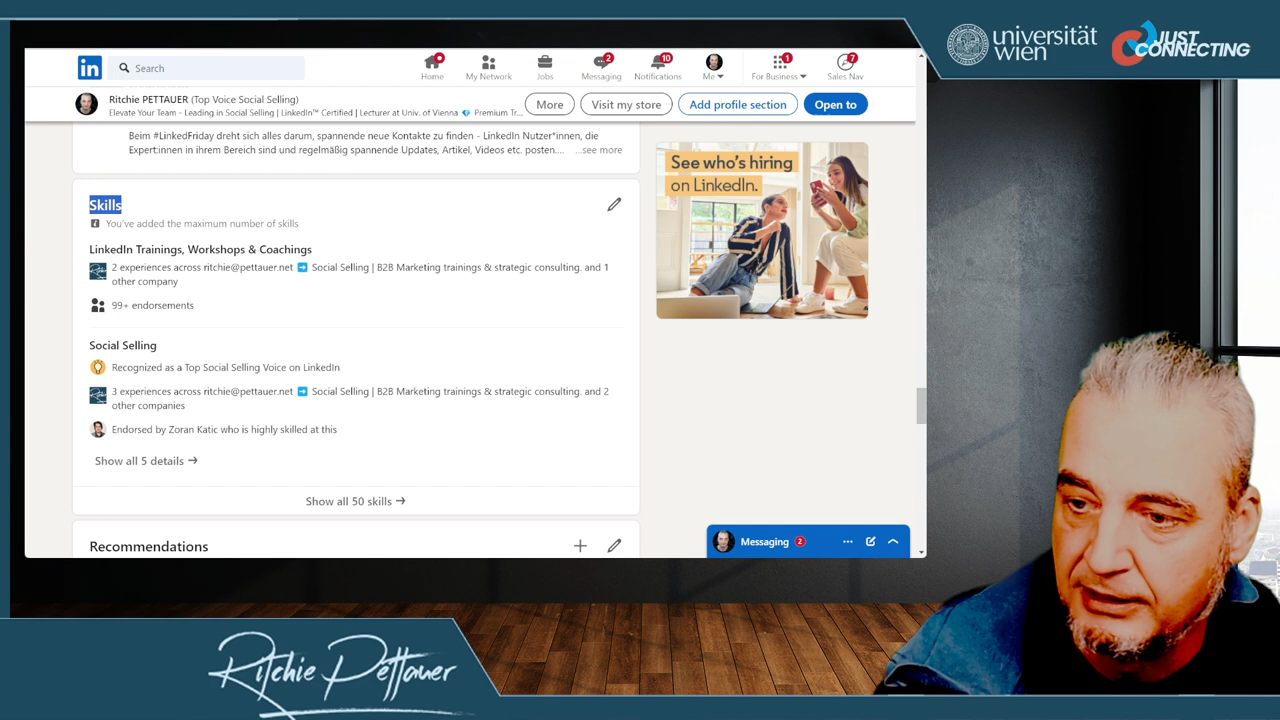 universität
wien
JUST
CONNECTING
in
Search
Home
My Network
Jobs
2
Messaging
10
Notifications
Me
1
For Business
7
Sales Nav
Ritchie PETTAUER (Top Voice Social Selling)
Elevate Your Team - Leading in Social Selling | LinkedIn™ Certified | Lecturer at Univ. of Vienna 💎 Premium Tr...
More
Visit my store
Add profile section
Open to
Beim #LinkedFriday dreht sich alles darum, spannende neue Kontakte zu finden - LinkedIn Nutzer*innen, die
Expert:innen in ihrem Bereich sind und regelmäßig spannende Updates, Artikel, Videos etc. posten.... ...see more
See who's hiring
on LinkedIn.
Skills
You've added the maximum number of skills
LinkedIn Trainings, Workshops & Coachings
2 experiences across ritchie@pettauer.net ➡ Social Selling | B2B Marketing trainings & strategic consulting. and 1
other company
99+ endorsements
Social Selling
Recognized as a Top Social Selling Voice on LinkedIn
3 experiences across ritchie@pettauer.net ➡ Social Selling | B2B Marketing trainings & strategic consulting. and 2
other companies
Endorsed by Zoran Katic who is highly skilled at this
Show all 5 details →
Show all 50 skills →
Recommendations
Messaging 2 ...
Ritchie Pettauer